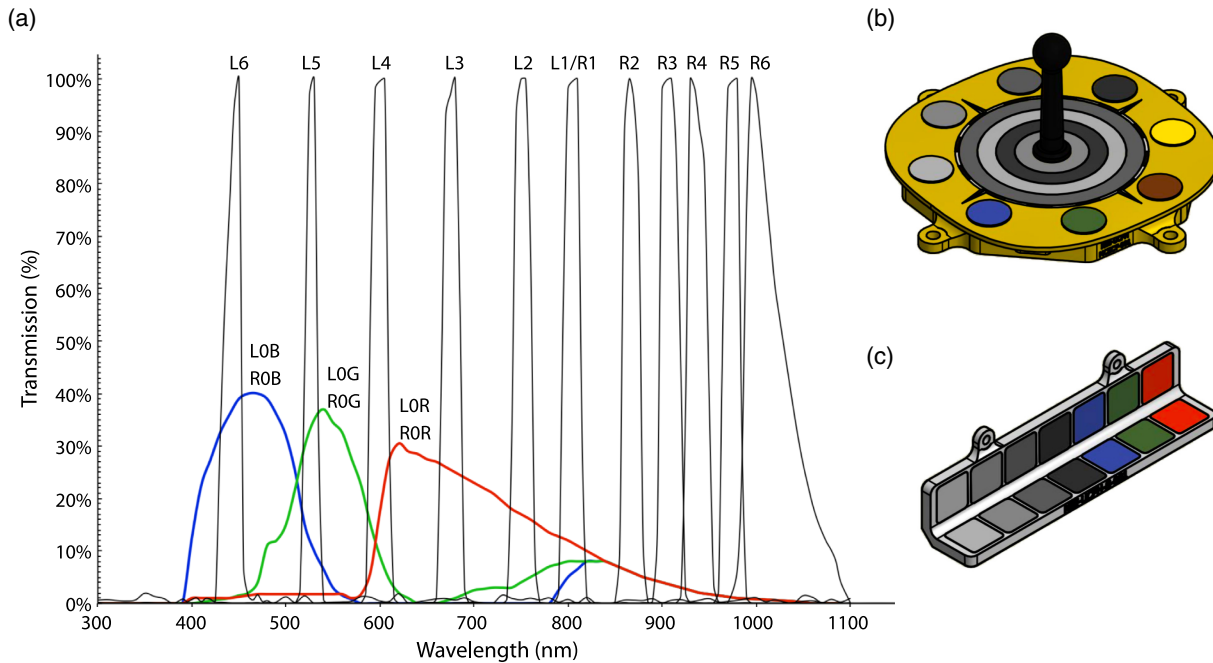 (a)
L6 L5 L4 L3 L2 L1/R1 R2 R3 R4 R5 R6
100%
90%
80%
70%
60%
50%
40%
30%
20%
10%
0%
Transmission (%)
L0B
R0B
L0G
R0G
L0R
R0R
300 400 500 600 700 800 900 1000 1100
Wavelength (nm)
(b)
(c)